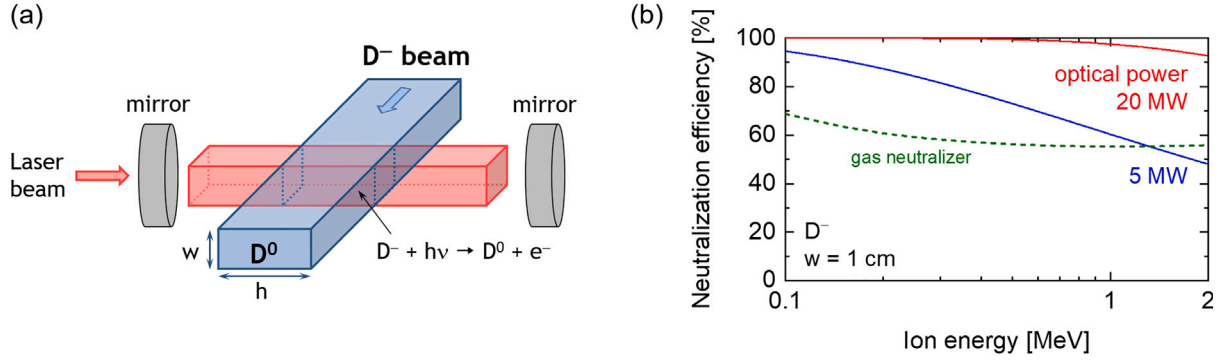 (a)
D⁻ beam
mirror
mirror
Laser
beam
w
D⁰
D⁻ + hν → D⁰ + e⁻
h
(b)
Neutralization efficiency [%]
100
80
60
40
20
0
optical power
20 MW
gas neutralizer
5 MW
D⁻
w = 1 cm
0.1
1
2
Ion energy [MeV]